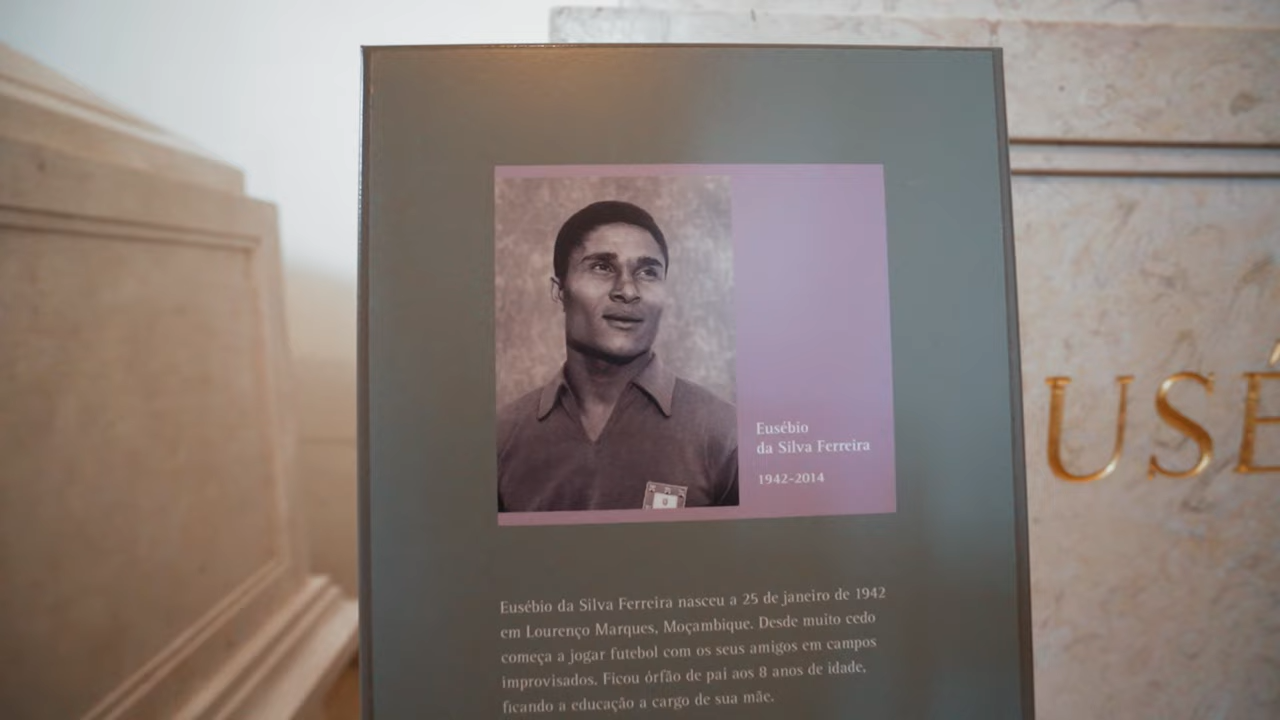 Eusébio
da Silva Ferreira
1942-2014
Eusébio da Silva Ferreira nasceu a 25 de janeiro de 1942
em Lourenço Marques, Moçambique. Desde muito cedo
começa a jogar futebol com os seus amigos em campos
improvisados. Ficou órfão de pai aos 8 anos de idade,
ficando a educação a cargo de sua mãe.
USÉ